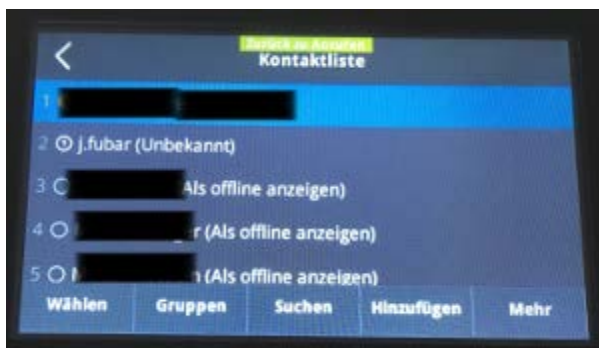 Zurück zu Anrufen
Kontaktliste
1
2 j.fubar (Unbekannt)
3 Als offline anzeigen)
4 r (Als offline anzeigen)
5 n (Als offline anzeigen)
Wählen Gruppen Suchen Hinzufügen Mehr